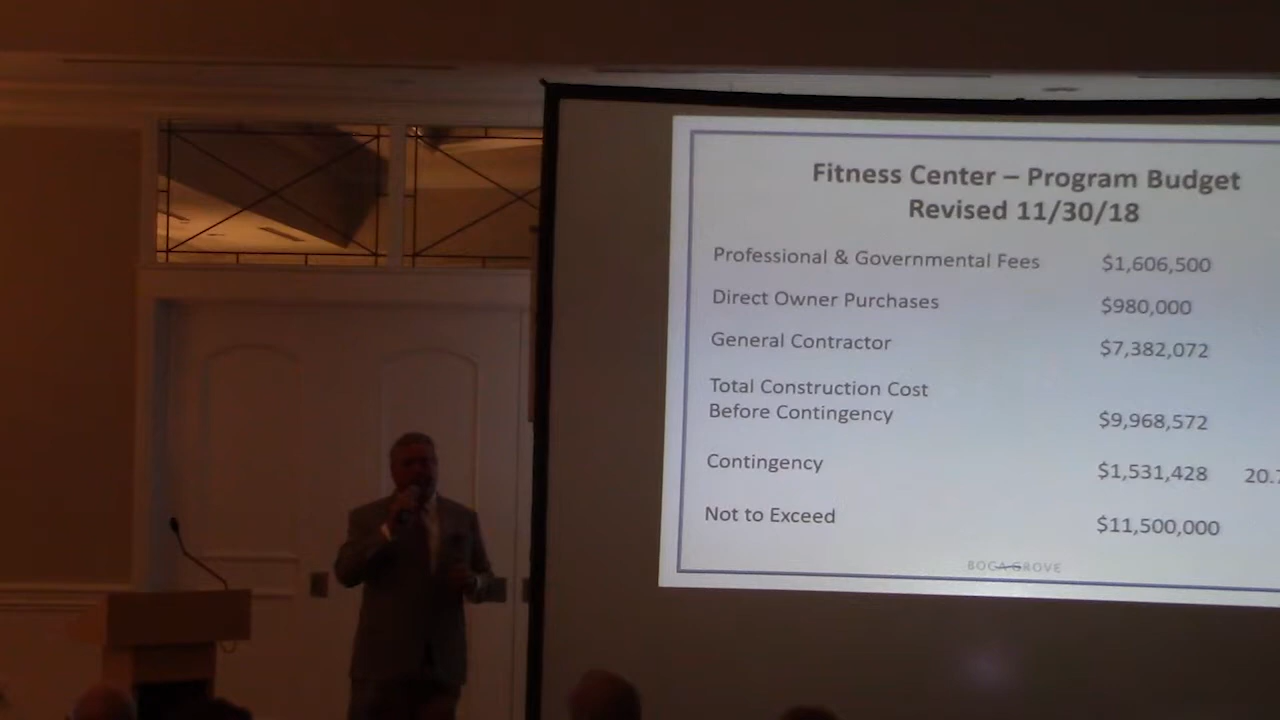 Fitness Center – Program Budget
Revised 11/30/18
Professional & Governmental Fees $1,606,500
Direct Owner Purchases $980,000
General Contractor $7,382,072
Total Construction Cost
Before Contingency $9,968,572
Contingency $1,531,428 20.7
Not to Exceed $11,500,000
BOCA GROVE